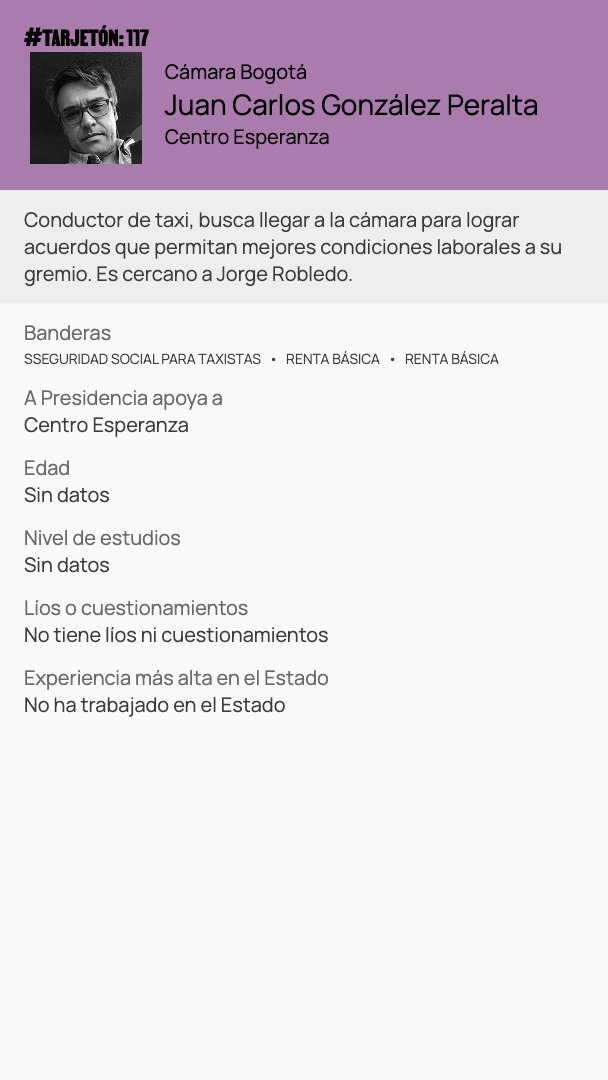 #TARJETÓN: 117
Cámara Bogotá
Juan Carlos González Peralta
Centro Esperanza
Conductor de taxi, busca llegar a la cámara para lograr
acuerdos que permitan mejores condiciones laborales a su
gremio. Es cercano a Jorge Robledo.
Banderas
SSEGURIDAD SOCIAL PARA TAXISTAS • RENTA BÁSICA • RENTA BÁSICA
A Presidencia apoya a
Centro Esperanza
Edad
Sin datos
Nivel de estudios
Sin datos
Líos o cuestionamientos
No tiene líos ni cuestionamientos
Experiencia más alta en el Estado
No ha trabajado en el Estado